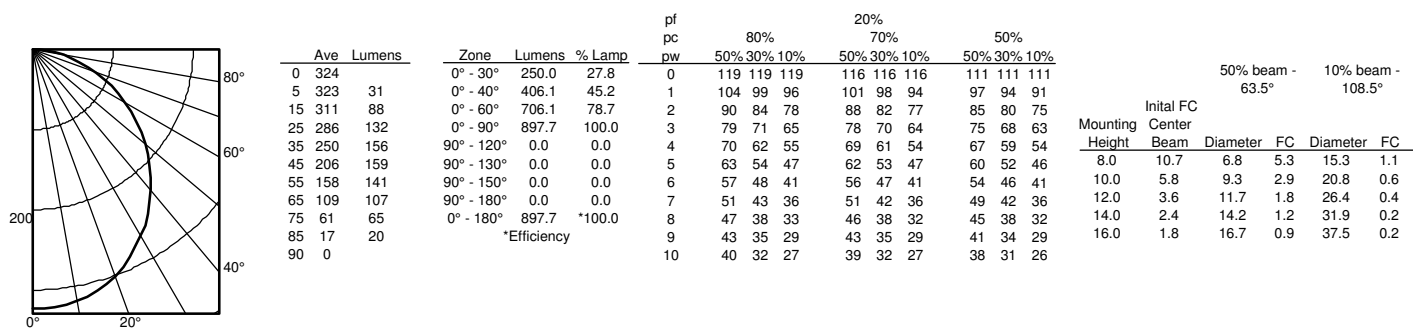 80°
60°
200
40°
0° 20°
Ave Lumens
0 324
5 323 31
15 311 88
25 286 132
35 250 156
45 206 159
55 158 141
65 109 107
75 61 65
85 17 20
90 0
Zone Lumens % Lamp
0° - 30° 250.0 27.8
0° - 40° 406.1 45.2
0° - 60° 706.1 78.7
0° - 90° 897.7 100.0
90° - 120° 0.0 0.0
90° - 130° 0.0 0.0
90° - 150° 0.0 0.0
90° - 180° 0.0 0.0
0° - 180° 897.7 *100.0
*Efficiency
pf 20%
pc 80% 70% 50%
pw 50% 30% 10% 50% 30% 10% 50% 30% 10%
0 119 119 119 116 116 116 111 111 111
1 104 99 96 101 98 94 97 94 91
2 90 84 78 88 82 77 85 80 75
3 79 71 65 78 70 64 75 68 63
4 70 62 55 69 61 54 67 59 54
5 63 54 47 62 53 47 60 52 46
6 57 48 41 56 47 41 54 46 41
7 51 43 36 51 42 36 49 42 36
8 47 38 33 46 38 32 45 38 32
9 43 35 29 43 35 29 41 34 29
10 40 32 27 39 32 27 38 31 26
50% beam - 10% beam -
63.5° 108.5°
Inital FC
Mounting Center
Height Beam Diameter FC Diameter FC
8.0 10.7 6.8 5.3 15.3 1.1
10.0 5.8 9.3 2.9 20.8 0.6
12.0 3.6 11.7 1.8 26.4 0.4
14.0 2.4 14.2 1.2 31.9 0.2
16.0 1.8 16.7 0.9 37.5 0.2